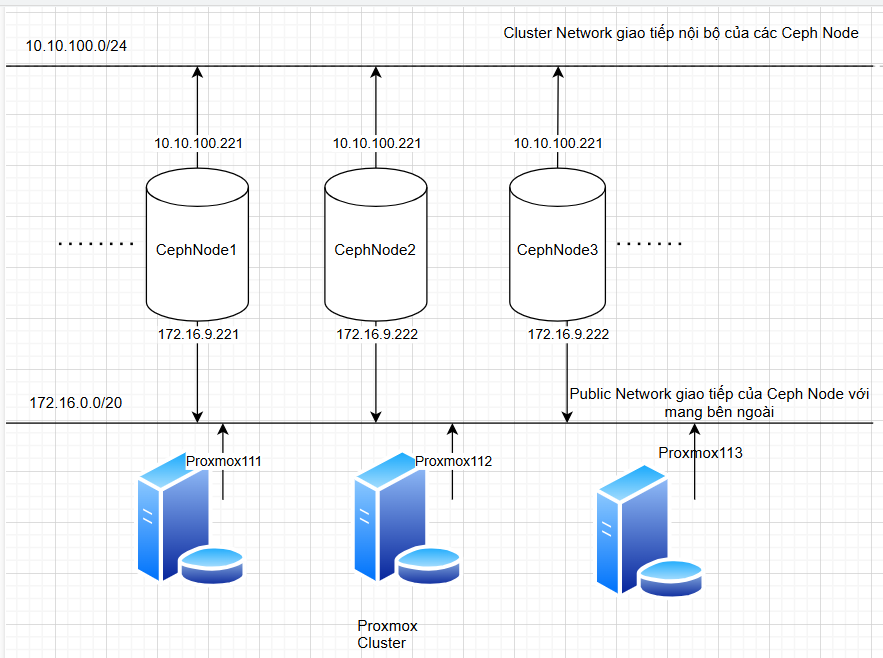 Cluster Network giao tiếp nội bộ của các Ceph Node
10.10.100.0/24
10.10.100.221
10.10.100.221
10.10.100.221
CephNode1
CephNode2
CephNode3
172.16.9.221
172.16.9.222
172.16.9.222
172.16.0.0/20
Public Network giao tiếp của Ceph Node với
mang bên ngoài
Proxmox111
Proxmox112
Proxmox113
Proxmox
Cluster